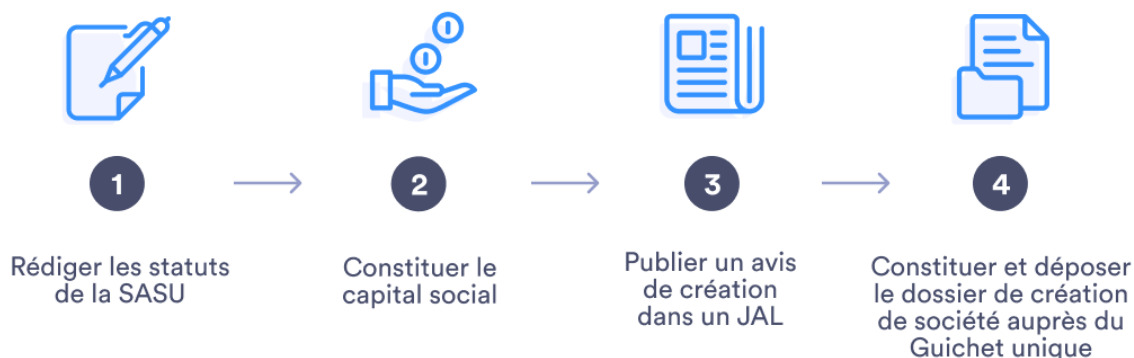 1
2
3
4
Rédiger les statuts
de la SASU
Constituer le
capital social
Publier un avis
de création
dans un JAL
Constituer et déposer
le dossier de création
de société auprès du
Guichet unique